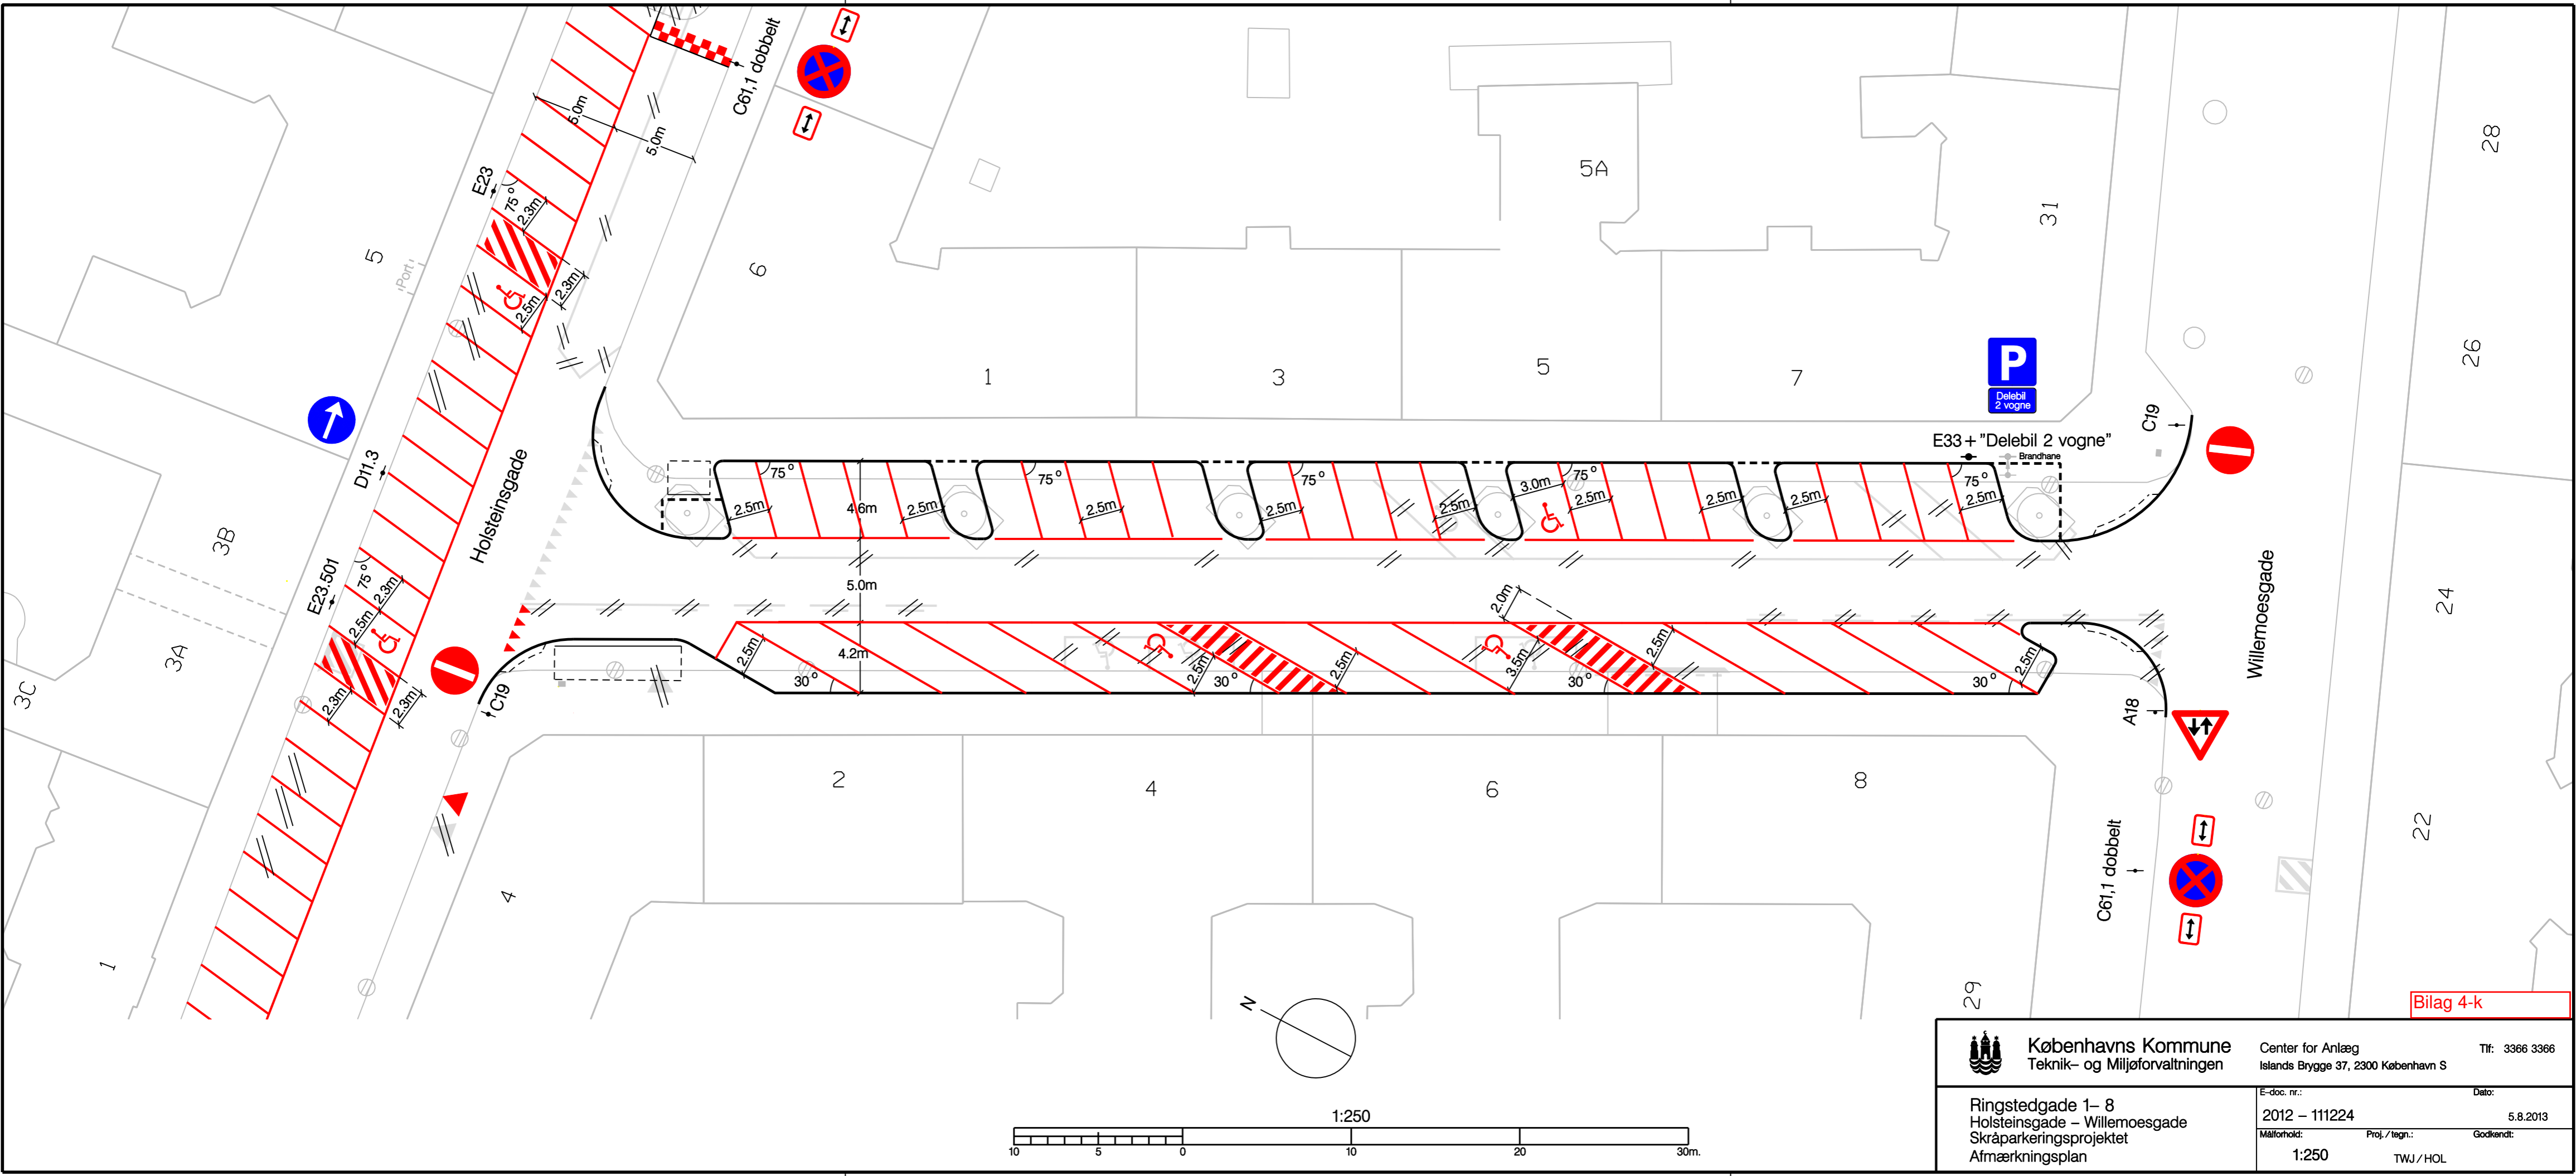 C61,1 dobbelt
5.0m
5.0m
E23
75°
2.3m
5
Port
2.5m
2.3m
6
5A
31
28
26
24
22
1
3
5
7
P
Delebil
2 vogne
E33+"Delebil 2 vogne"
Brandhane
C19
D11.3
Holsteinsgade
3B
E23.501
75°
2.3m
2.5m
3A
3C
2.3m
2.3m
C19
1
4
75°
2.5m
4.6m
2.5m
75°
2.5m
75°
2.5m
2.5m
3.0m
75°
2.5m
2.5m
2.5m
75°
2.5m
5.0m
2.0m
2.5m
4.2m
30°
2.5m
30°
2.5m
3.5m
30°
2.5m
30°
2.5m
Willemoesgade
A18
C61,1 dobbelt
2
4
6
8
29
N
Bilag 4-k
1:250
10 5 0 10 20 30m.
Københavns Kommune
Teknik– og Miljøforvaltningen
Center for Anlæg Tlf: 3366 3366
Islands Brygge 37, 2300 København S
Ringstedgade 1– 8
Holsteinsgade – Willemoesgade
Skråparkeringsprojektet
Afmærkningsplan
E–doc. nr.: Dato:
2012 – 111224 5.8.2013
Målforhold: Proj./tegn.: Godkendt:
1:250 TWJ/HOL